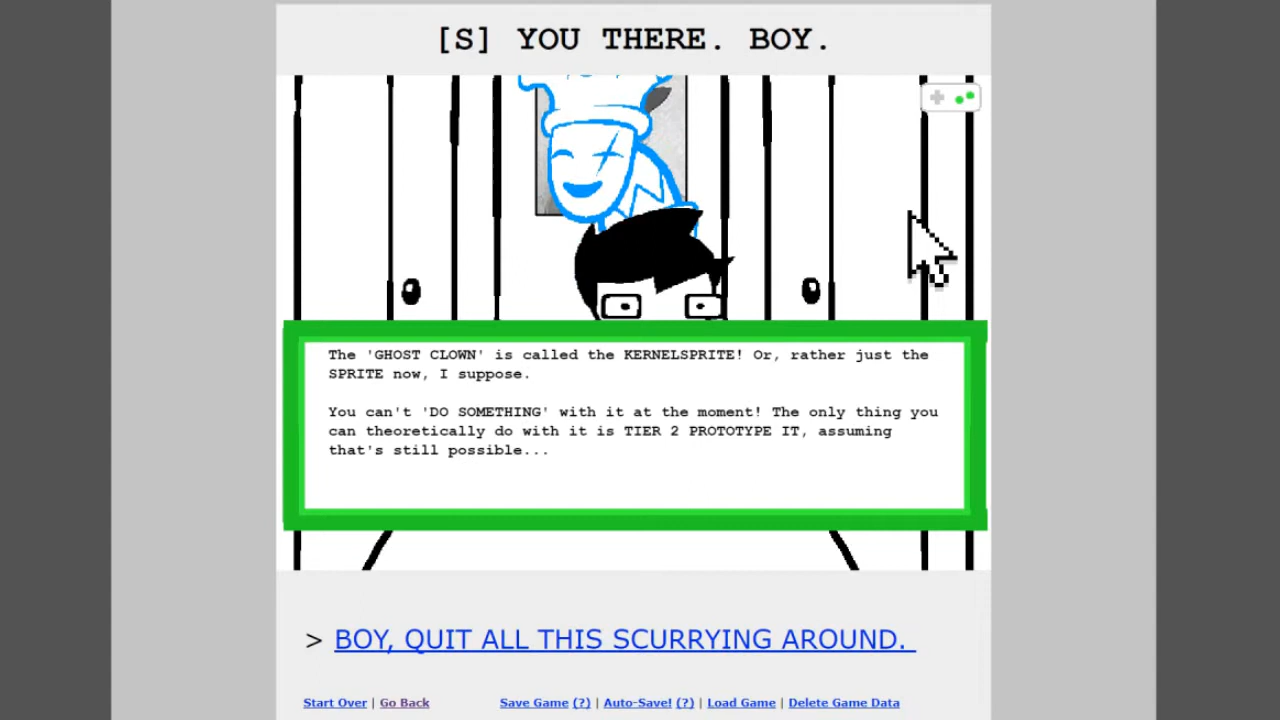 [S] YOU THERE. BOY.
The 'GHOST CLOWN' is called the KERNELSPRITE! Or, rather just the
SPRITE now, I suppose.
You can't 'DO SOMETHING' with it at the moment! The only thing you
can theoretically do with it is TIER 2 PROTOTYPE IT, assuming
that's still possible...
> BOY, QUIT ALL THIS SCURRYING AROUND.
Start Over | Go Back Save Game (?) | Auto-Save! (?) | Load Game | Delete Game Data